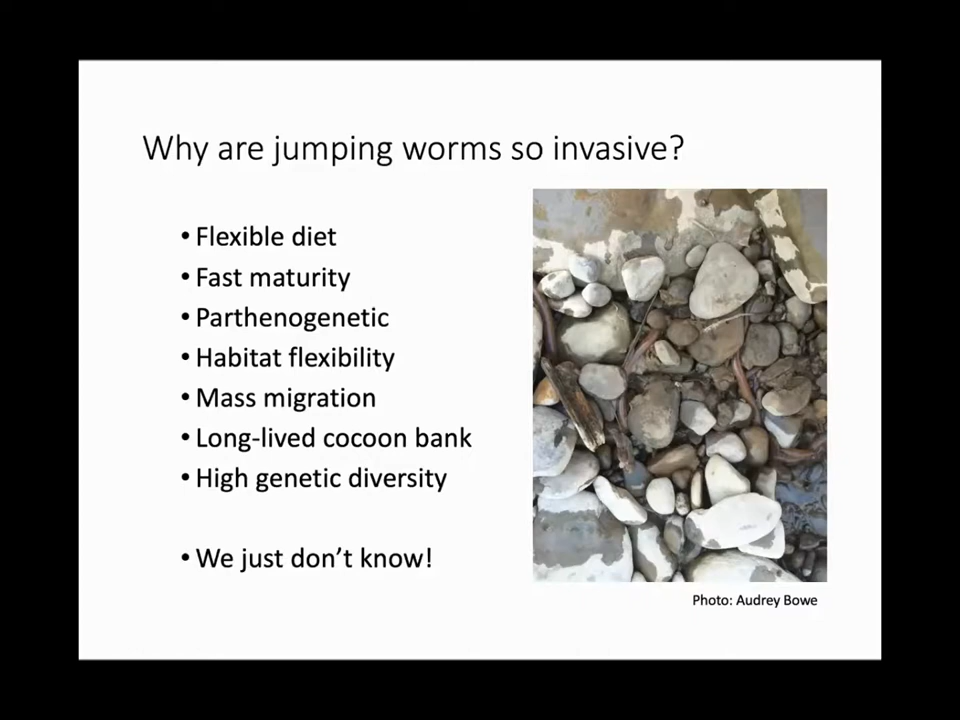 Why are jumping worms so invasive?
• Flexible diet
• Fast maturity
• Parthenogenetic
• Habitat flexibility
• Mass migration
• Long-lived cocoon bank
• High genetic diversity
• We just don’t know!
Photo: Audrey Bowe